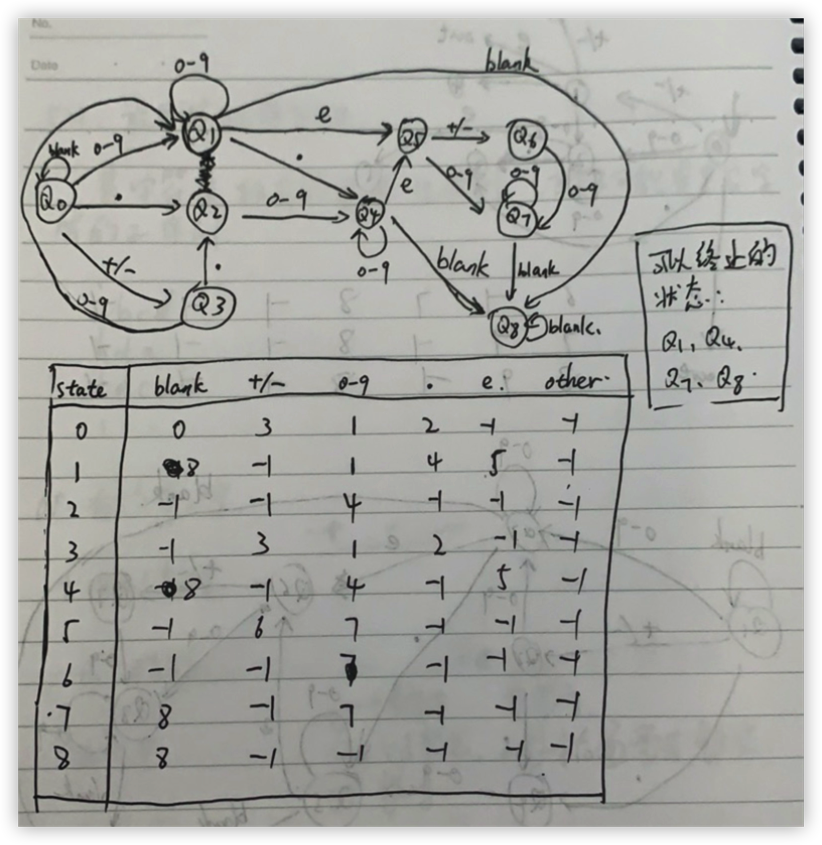 No.
Date
blank
0-9
Q1
e
Q5
+/-
Q6
blank
0-9
.
0-9
0-9
0-9
Q0
.
Q2
0-9
Q4
e
Q7
+/-
.
0-9
blank
blank
0-9
Q3
Q8
blank.
可以终止的
状态:
Q1、Q4、
Q7、Q8.
state blank +/- 0-9 . e. other.
0 0 3 1 2 -1 -1
1 8 -1 1 4 5 -1
2 -1 -1 4 -1 -1 -1
3 -1 3 1 2 -1 -1
4 8 -1 4 -1 5 -1
5 -1 6 7 -1 -1 -1
6 -1 -1 7 -1 -1 -1
7 8 -1 7 -1 -1 -1
8 8 -1 -1 -1 -1 -1